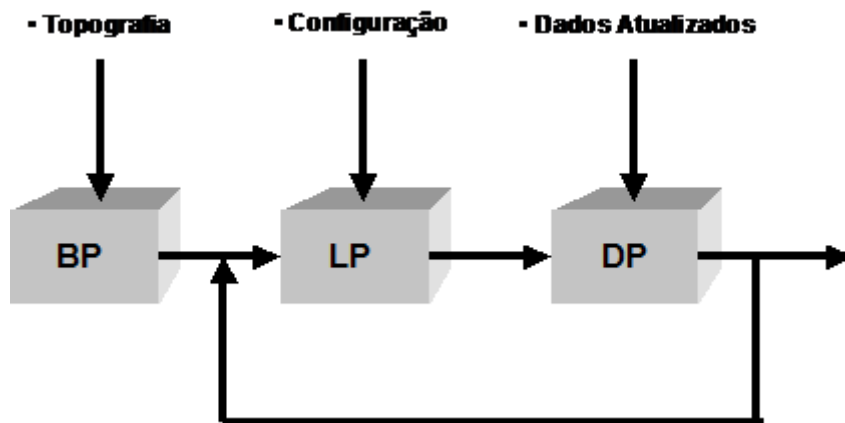 - Topografia
- Configuração
- Dados Atualizados
BP
LP
DP